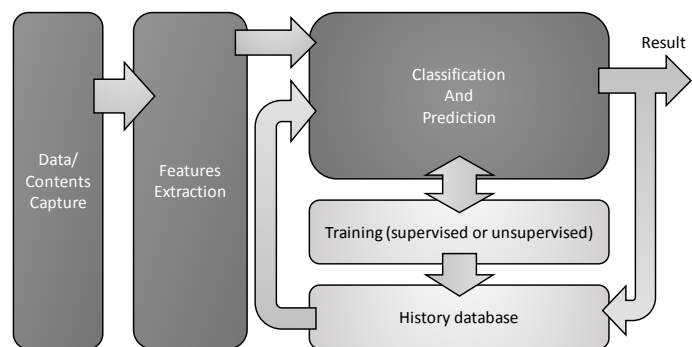 Data/
Contents
Capture
Features
Extraction
Classification
And
Prediction
Result
Training (supervised or unsupervised)
History database